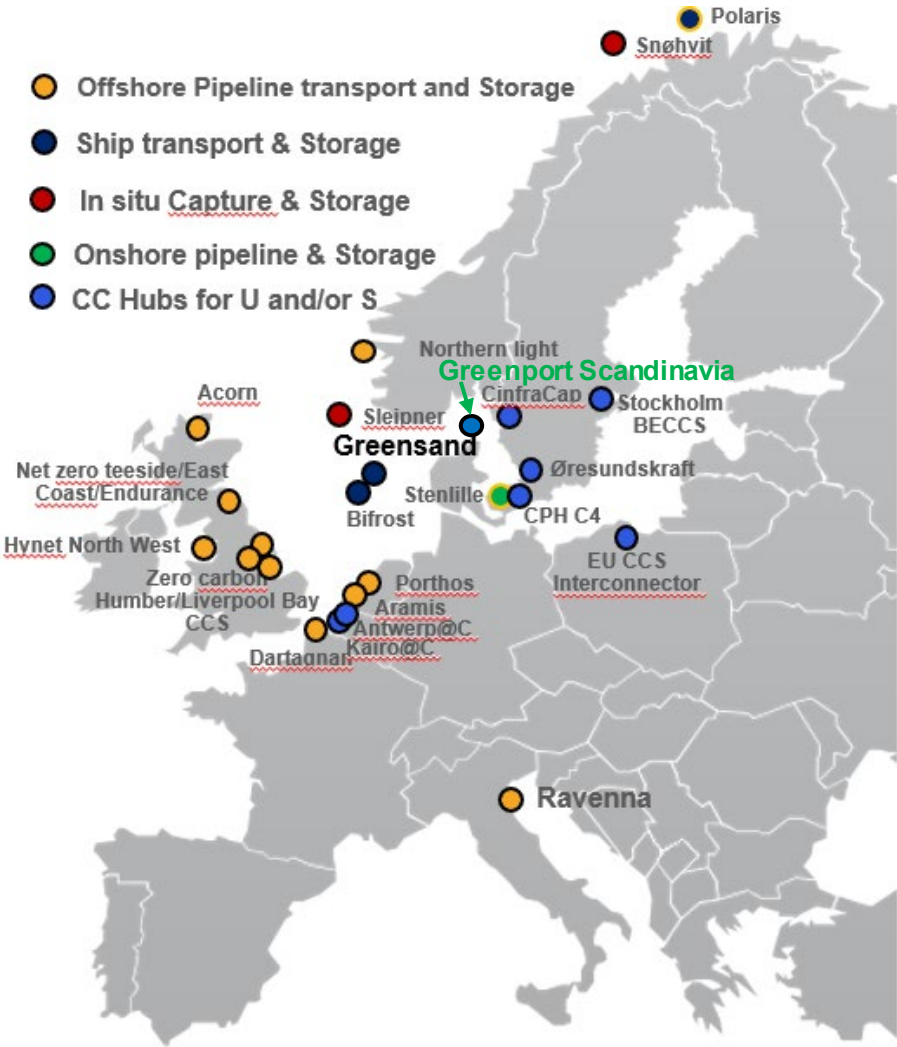 Polaris
Snøhvit
Offshore Pipeline transport and Storage
Ship transport & Storage
In situ Capture & Storage
Onshore pipeline & Storage
CC Hubs for U and/or S
Northern light
Greenport Scandinavia
Acorn
CinfraCap
Stockholm
BECCS
Sleipner
Greensand
Net zero teeside/East
Coast/Endurance
Øresundskraft
Stenlille
CPH C4
Bifrost
Hynet North West
EU CCS
Interconnector
Zero carbon
Humber/Liverpool Bay
CCS
Porthos
Aramis
Antwerp@C
Kairo@C
Dartagnan
Ravenna